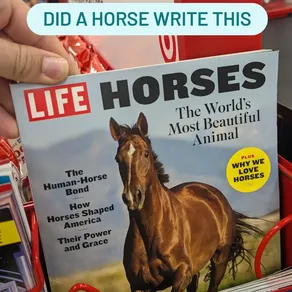 DID A HORSE WRITE THIS
LIFE HORSES
The World's
Most Beautiful
Animal
PLUS
WHY WE
LOVE
HORSES
The
Human-Horse
Bond
How
Horses Shaped
America
Their Power
and Grace